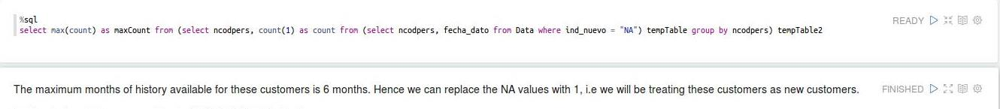 %sql
READY
select max(count) as maxCount from (select ncodpers, count(1) as count from (select ncodpers, fecha_dato from Data where ind_nuevo = "NA") tempTable group by ncodpers) tempTable2
The maximum months of history available for these customers is 6 months. Hence we can replace the NA values with 1, i.e we will be treating these customers as new customers.
FINISHED